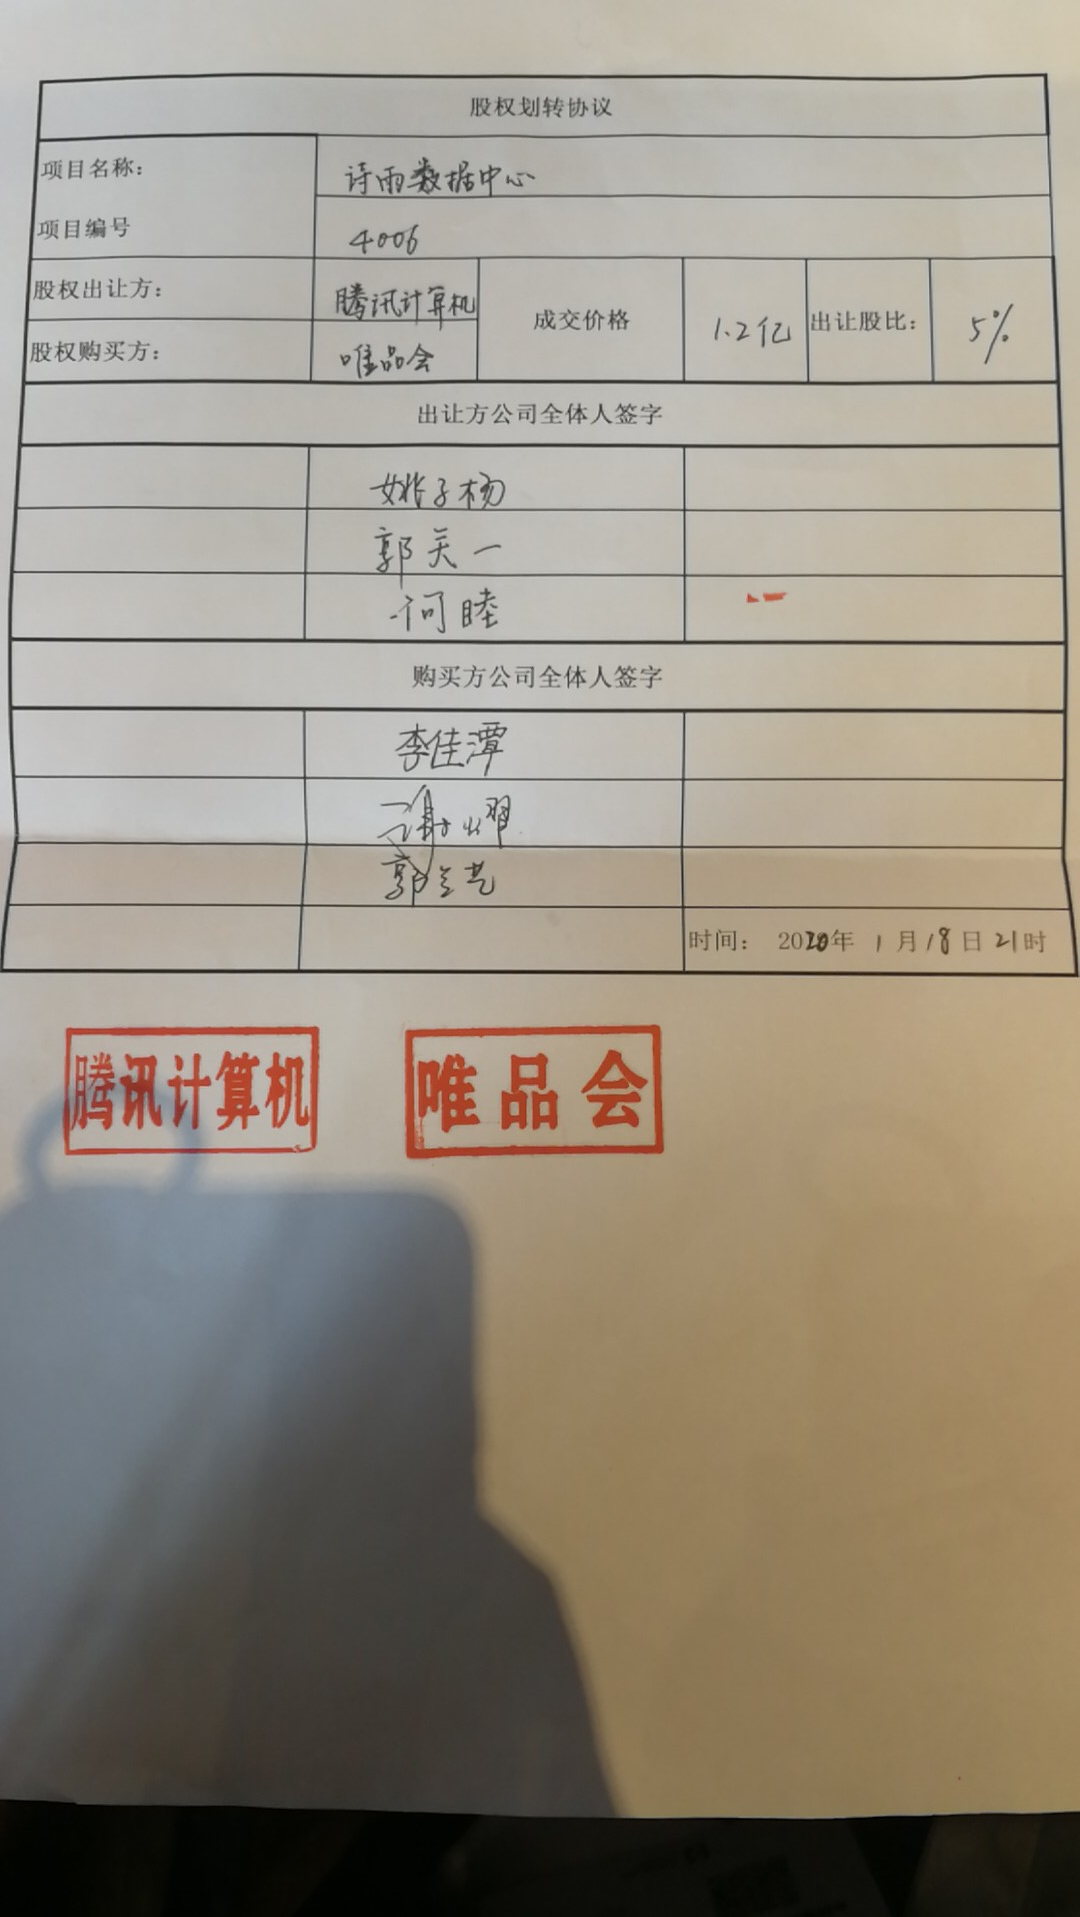 股权划转协议
项目名称： 诗雨数据中心
项目编号 4006
股权出让方： 腾讯计算机 成交价格 1.2亿 出让股比： 5%
股权购买方： 唯品会
出让方公司全体人签字
姚子杨
郭天一
何睦
购买方公司全体人签字
李佳潭
谢耀
郭兰艺
时间： 2020年 1月18日21时
腾讯计算机 唯品会